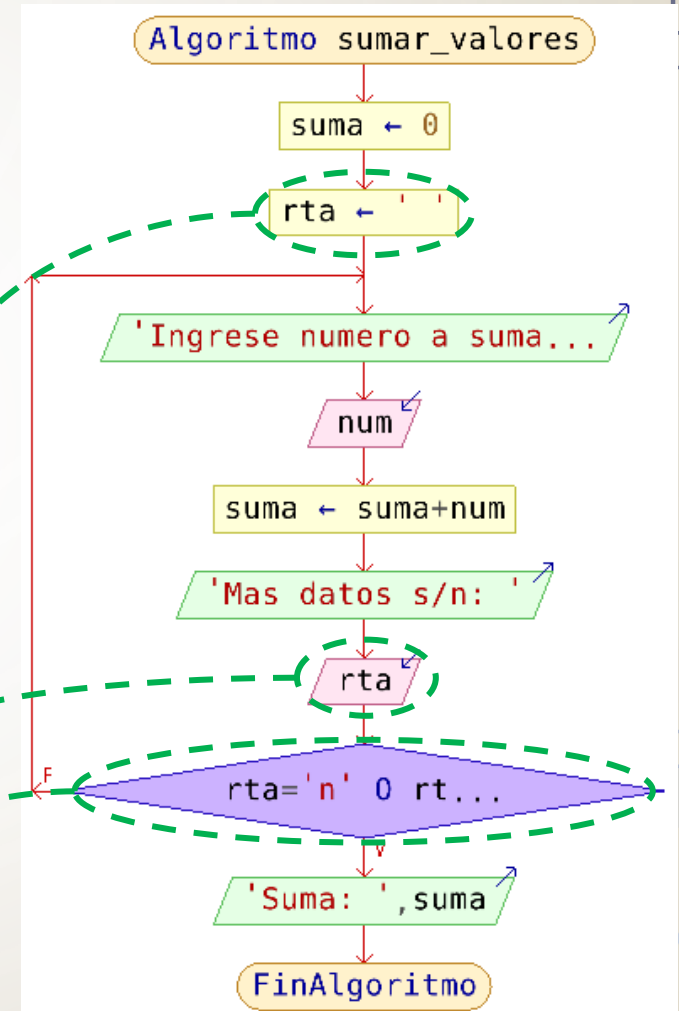 Algoritmo sumar_valores
suma ← 0
rta ← ' '
'Ingrese numero a suma...
num
suma ← suma+num
'Mas datos s/n: '
rta
F
rta='n' O rt...
V
'Suma: ',suma
FinAlgoritmo